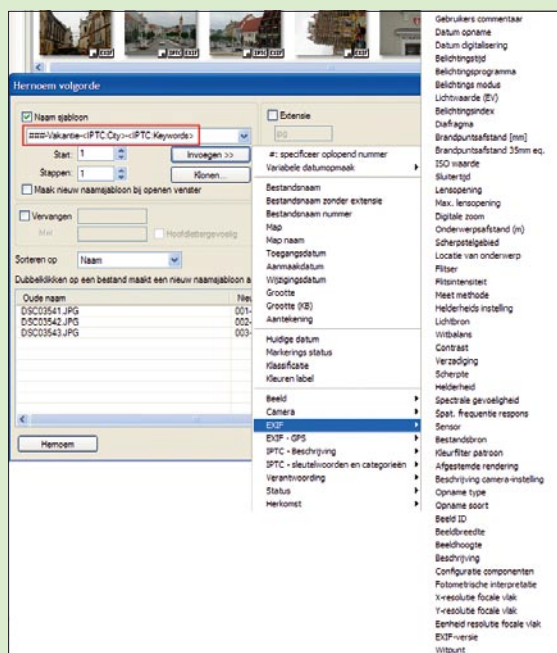 EXIF
IPTC EXIF
IPTC EXIF
EXIF
Hernoem volgorde
Naam sjabloon
###-Vakantie-<IPTC.City>-<IPTC.Keywords>
Extensie
jpg
Start: 1
Invoegen >>
Stappen: 1
Klonen...
Maak nieuw naamsjabloon bij openen venster
Vervangen
Met
Hoofdlettergevoelig
Sorteren op
Naam
Dubbelklikken op een bestand maakt een nieuw naamsjabloon a
Oude naam
Nieu
DSC03541.JPG
001-
DSC03542.JPG
002-
DSC03543.JPG
003-
Hernoem
#: specificeer oplopend nummer
Variabele datumopmaak
Bestandsnaam
Bestandsnaam zonder extensie
Bestandsnaam nummer
Map
Map naam
Toegangsdatum
Aanmaakdatum
Wijzigingsdatum
Grootte
Grootte (KB)
Aantekening
Huidige datum
Markerings status
Klassificatie
Kleuren label
Beeld
Camera
EXIF
EXIF - GPS
IPTC - Beschrijving
IPTC - sleutelwoorden en categorieën
Verantwoording
Status
Herkomst
Gebruikers commentaar
Datum opname
Datum digitalisering
Belichtingstijd
Belichtingsprogramma
Belichtings modus
Lichtwaarde (EV)
Belichtingsindex
Diafragma
Brandpuntsafstand [mm]
Brandpuntsafstand 35mm eq.
ISO waarde
Sluitertijd
Lensopening
Max. lensopening
Digitale zoom
Onderwerpsafstand (m)
Scherpstelgebied
Locatie van onderwerp
Flitser
Flitsintensiteit
Meet methode
Helderheids instelling
Lichtbron
Witbalans
Contrast
Verzadiging
Scherpte
Helderheid
Spectrale gevoeligheid
Spat. frequentie respons
Sensor
Bestandsbron
Kleurfilter patroon
Afgestemde rendering
Beschrijving camera-instelling
Opname type
Opname soort
Beeld ID
Beeldbreedte
Beeldhoogte
Beschrijving
Configuratie componenten
Fotometrische interpretatie
X-resolutie focale vlak
Y-resolutie focale vlak
Eenheid resolutie focale vlak
EXIF-versie
Witpunt